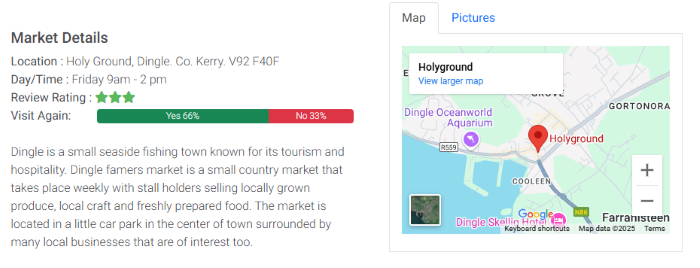 Market Details
Location : Holy Ground, Dingle. Co. Kerry. V92 F40F
Day/Time : Friday 9am - 2 pm
Review Rating :
Visit Again:
Yes 66%
No 33%
Dingle is a small seaside fishing town known for its tourism and
hospitality. Dingle famers market is a small country market that
takes place weekly with stall holders selling locally grown
produce, local craft and freshly prepared food. The market is
located in a little car park in the center of town surrounded by
many local businesses that are of interest too.
Map
Pictures
Holyground
View larger map
GROVE
GORTONORA
Dingle Oceanworld
Aquarium
Holyground
R559
COOLEEN
Dingle Skellig Hotel
Google
N86
Farranisteen
Keyboard shortcuts
Map data ©2025
Terms